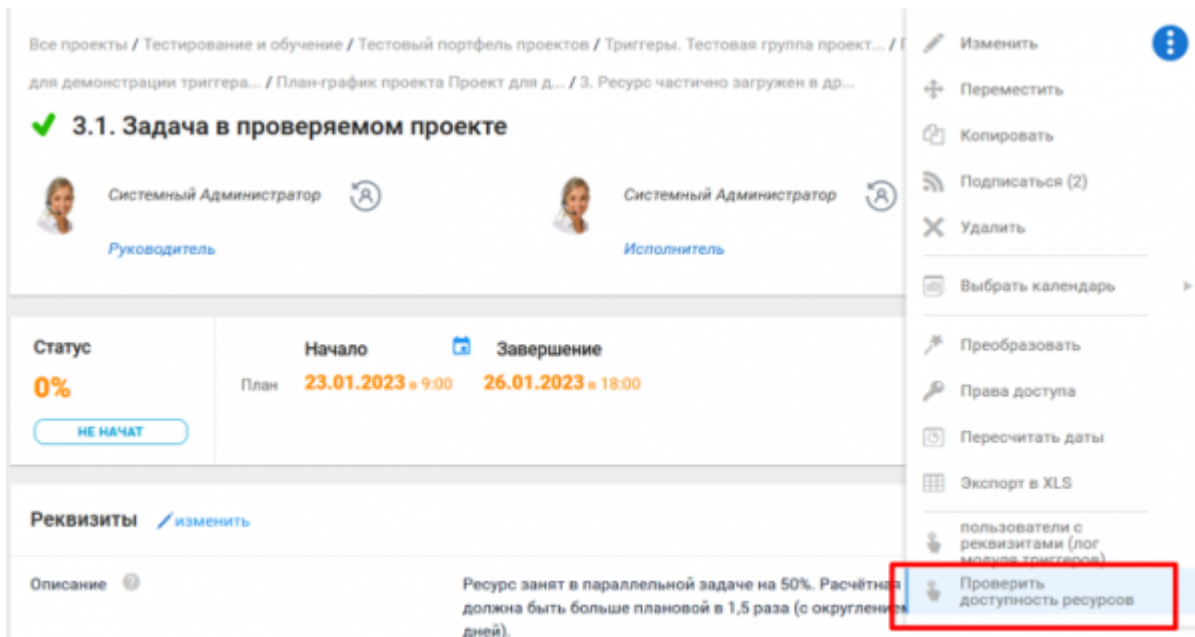 Все проекты / Тестирование и обучение / Тестовый портфель проектов / Триггеры. Тестовая группа проект... /
для демонстрации триггера... / План-график проекта Проект для д... / 3. Ресурс частично загружен в др...
3.1. Задача в проверяемом проекте
Системный Администратор
Руководитель
Системный Администратор
Исполнитель
Статус
0%
НЕ НАЧАТ
Начало
Завершение
План 23.01.2023 в 9:00 26.01.2023 в 18:00
Реквизиты изменить
Описание
Ресурс занят в параллельной задаче на 50%. Расчётная
должна быть больше плановой в 1,5 раза (с округлением
дней).
Изменить
Переместить
Копировать
Подписаться (2)
Удалить
Выбрать календарь
Преобразовать
Права доступа
Пересчитать даты
Экспорт в XLS
пользователи с
реквизитами (лог
модуля триггеров)
Проверить
доступность ресурсов